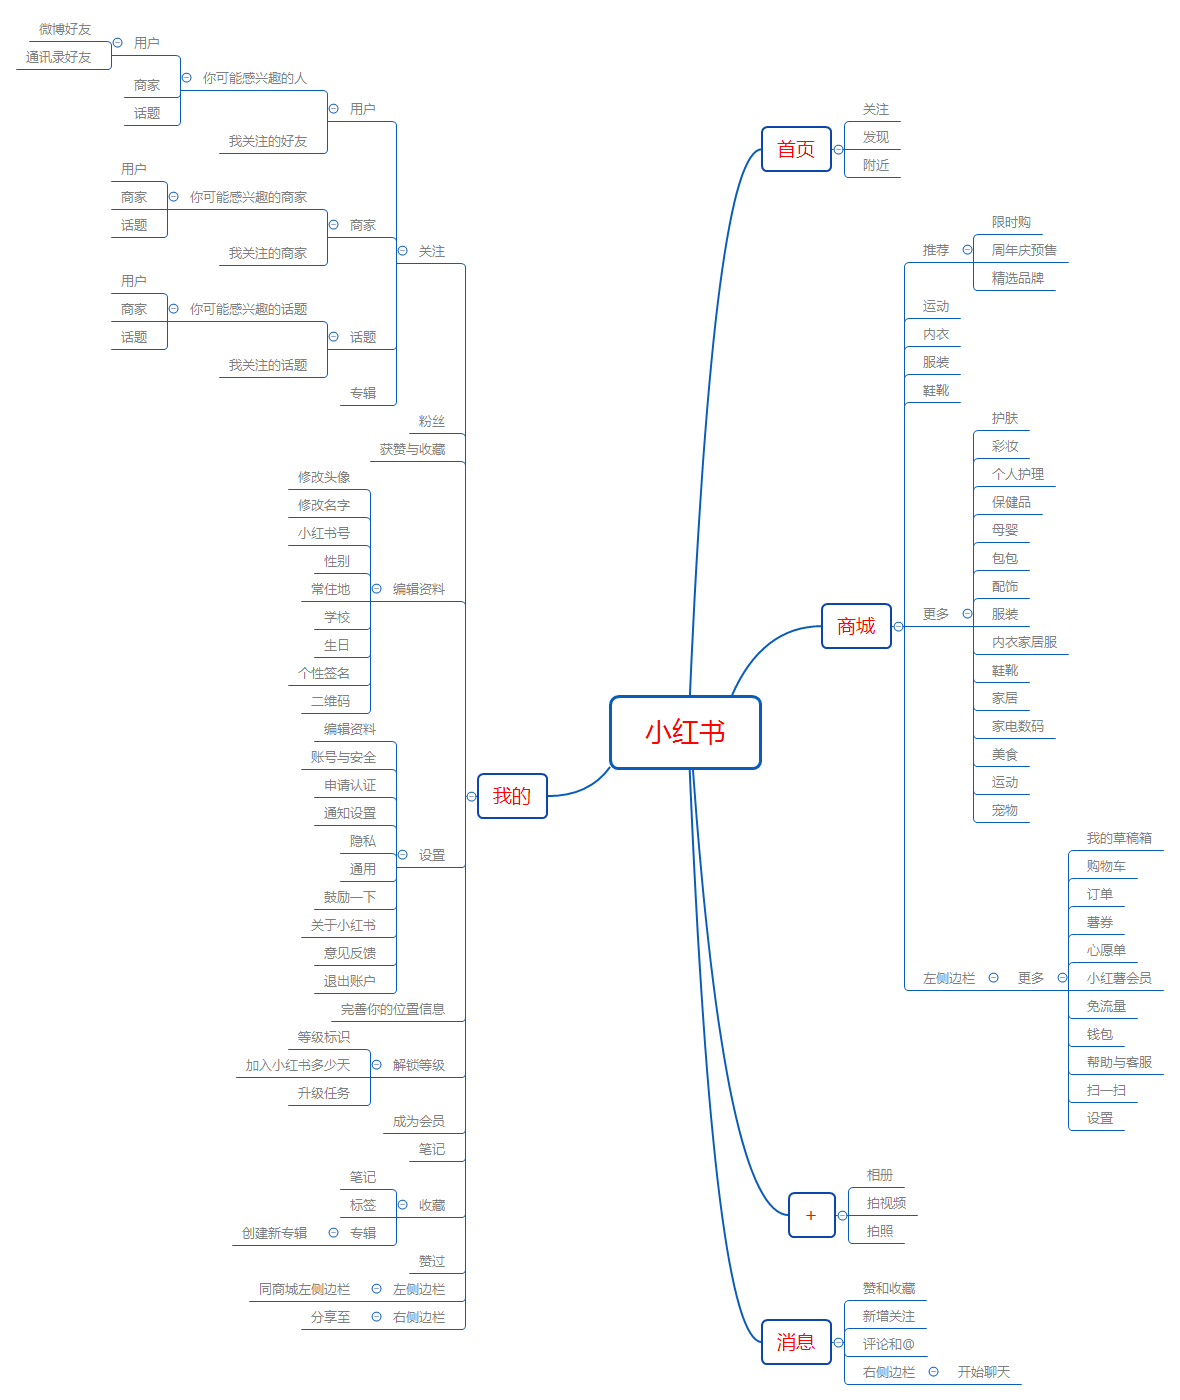 小红书
首页
关注
发现
附近
商城
推荐
限时购
周年庆预售
精选品牌
运动
内衣
服装
鞋靴
更多
护肤
彩妆
个人护理
保健品
母婴
包包
配饰
服装
内衣家居服
鞋靴
家居
家电数码
美食
运动
宠物
左侧边栏
更多
我的草稿箱
购物车
订单
薯券
心愿单
小红薯会员
免流量
钱包
帮助与客服
扫一扫
设置
+
相册
拍视频
拍照
消息
赞和收藏
新增关注
评论和@
右侧边栏
开始聊天
我的
关注
用户
你可能感兴趣的人
用户
微博好友
通讯录好友
商家
话题
我关注的好友
商家
你可能感兴趣的商家
用户
商家
话题
我关注的商家
话题
你可能感兴趣的话题
用户
商家
话题
我关注的话题
专辑
粉丝
获赞与收藏
编辑资料
修改头像
修改名字
小红书号
性别
常住地
学校
生日
个性签名
二维码
设置
编辑资料
账号与安全
申请认证
通知设置
隐私
通用
鼓励一下
关于小红书
意见反馈
退出账户
完善你的位置信息
解锁等级
等级标识
加入小红书多少天
升级任务
成为会员
笔记
收藏
笔记
标签
专辑
创建新专辑
赞过
左侧边栏
同商城左侧边栏
右侧边栏
分享至